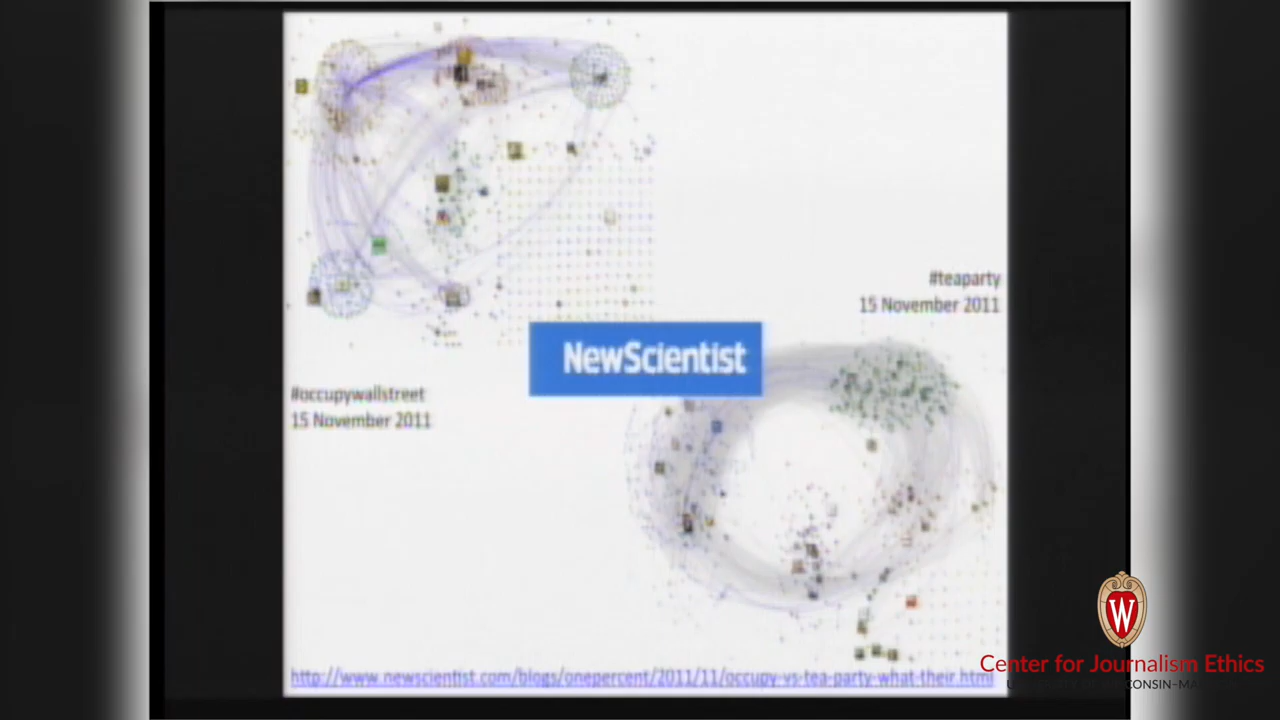 #teaparty
15 November 2011
NewScientist
#occupywallstreet
15 November 2011
http://www.newscientist.com/blogs/onepercent/2011/11/occupy-vs-tea-party-what-their.html
W
Center for Journalism Ethics